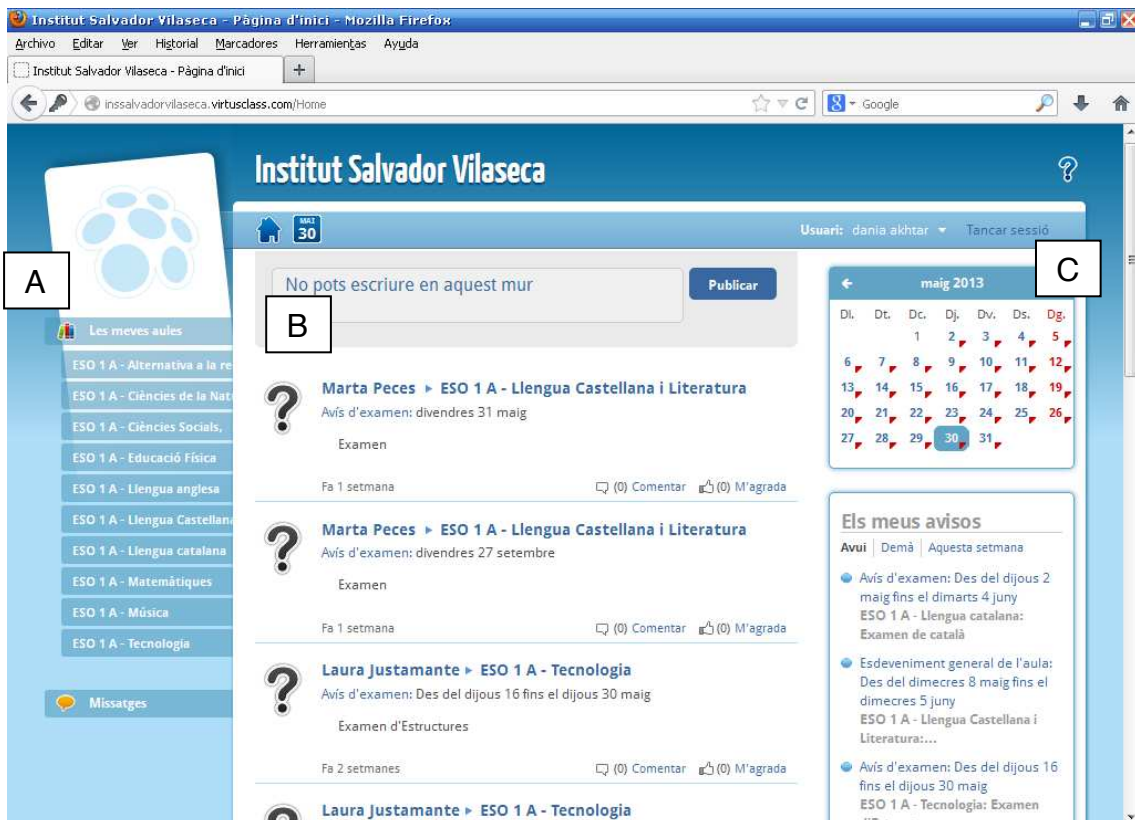 Institut Salvador Vilaseca - Pàgina d'inici - Mozilla Firefox
Archivo Editar Ver Historial Marcadores Herramientas Ayuda
Institut Salvador Vilaseca - Pàgina d'inici +
inssalvadorvilaseca.virtusclass.com/Home
8 Google
Institut Salvador Vilaseca
?
MAI
30
Usuari: dania akhtar Tancar sessió
A
Les meves aules
ESO 1 A - Alternativa a la re
ESO 1 A - Ciències de la Nat
ESO 1 A - Ciències Socials,
ESO 1 A - Educació Física
ESO 1 A - Llengua anglesa
ESO 1 A - Llengua Castellan
ESO 1 A - Llengua catalana
ESO 1 A - Matemàtiques
ESO 1 A - Música
ESO 1 A - Tecnologia
Missatges
No pots escriure en aquest mur
Publicar
B
?
Marta Peces ▸ ESO 1 A - Llengua Castellana i Literatura
Avís d'examen: divendres 31 maig
Examen
Fa 1 setmana (0) Comentar (0) M'agrada
?
Marta Peces ▸ ESO 1 A - Llengua Castellana i Literatura
Avís d'examen: divendres 27 setembre
Examen
Fa 1 setmana (0) Comentar (0) M'agrada
?
Laura Justamante ▸ ESO 1 A - Tecnologia
Avís d'examen: Des del dijous 16 fins el dijous 30 maig
Examen d'Estructures
Fa 2 setmanes (0) Comentar (0) M'agrada
Laura Justamante ▸ ESO 1 A - Tecnologia
C
maig 2013
Dl. Dt. Dc. Dj. Dv. Ds. Dg.
1 2 3 4 5
6 7 8 9 10 11 12
13 14 15 16 17 18 19
20 21 22 23 24 25 26
27 28 29 30 31
Els meus avisos
Avui | Demà | Aquesta setmana
Avís d'examen: Des del dijous 2
maig fins el dimarts 4 juny
ESO 1 A - Llengua catalana:
Examen de català
Esdeveniment general de l'aula:
Des del dimecres 8 maig fins el
dimecres 5 juny
ESO 1 A - Llengua Castellana i
Literatura:...
Avís d'examen: Des del dijous 16
fins el dijous 30 maig
ESO 1 A - Tecnologia: Examen